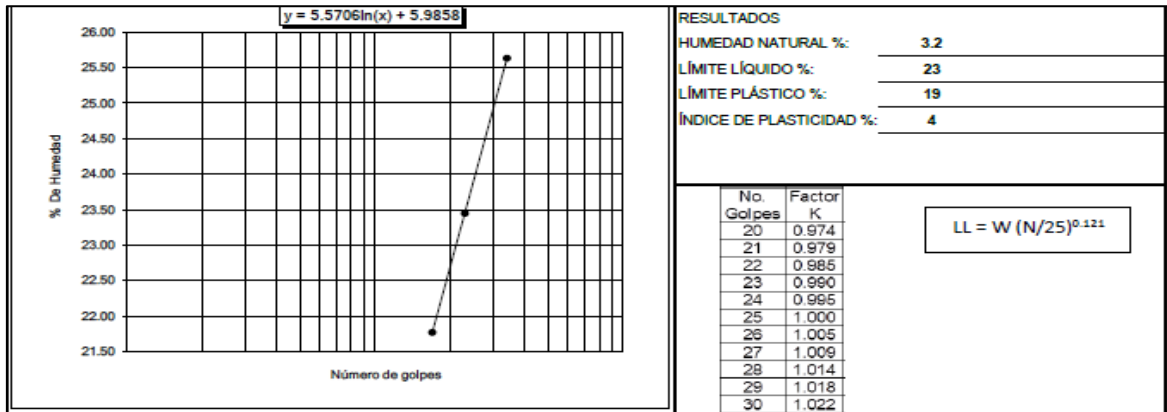 y = 5.5706ln(x) + 5.9858
26.00
25.50
25.00
24.50
24.00
23.50
23.00
22.50
22.00
21.50
% De Humedad
Número de golpes
RESULTADOS
HUMEDAD NATURAL %: 3.2
LÍMITE LÍQUIDO %: 23
LÍMITE PLÁSTICO %: 19
ÍNDICE DE PLASTICIDAD %: 4
No. Golpes Factor K
20 0.974
21 0.979
22 0.985
23 0.990
24 0.995
25 1.000
26 1.005
27 1.009
28 1.014
29 1.018
30 1.022
LL = W (N/25)^0.121